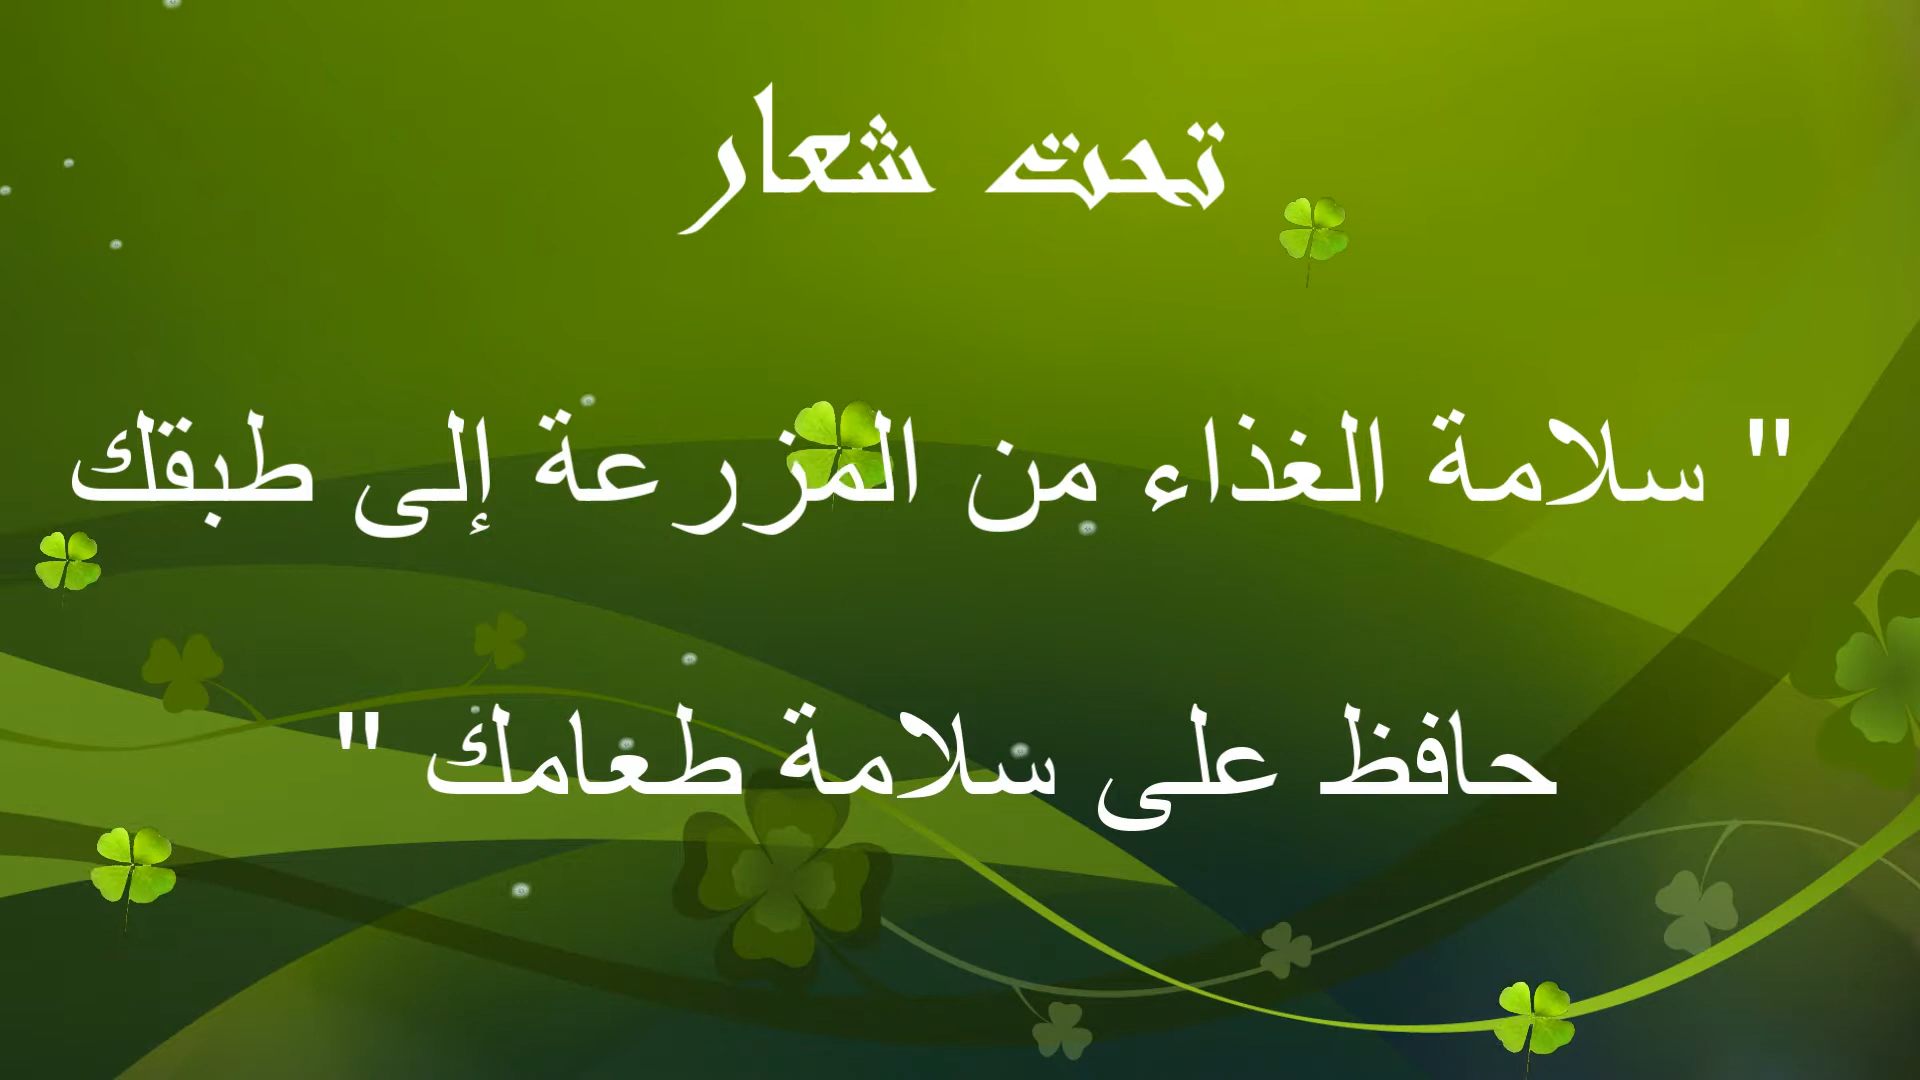 تحت شعار
" سلامة الغذاء من المزرعة إلى طبقك
حافظ على سلامة طعامك "